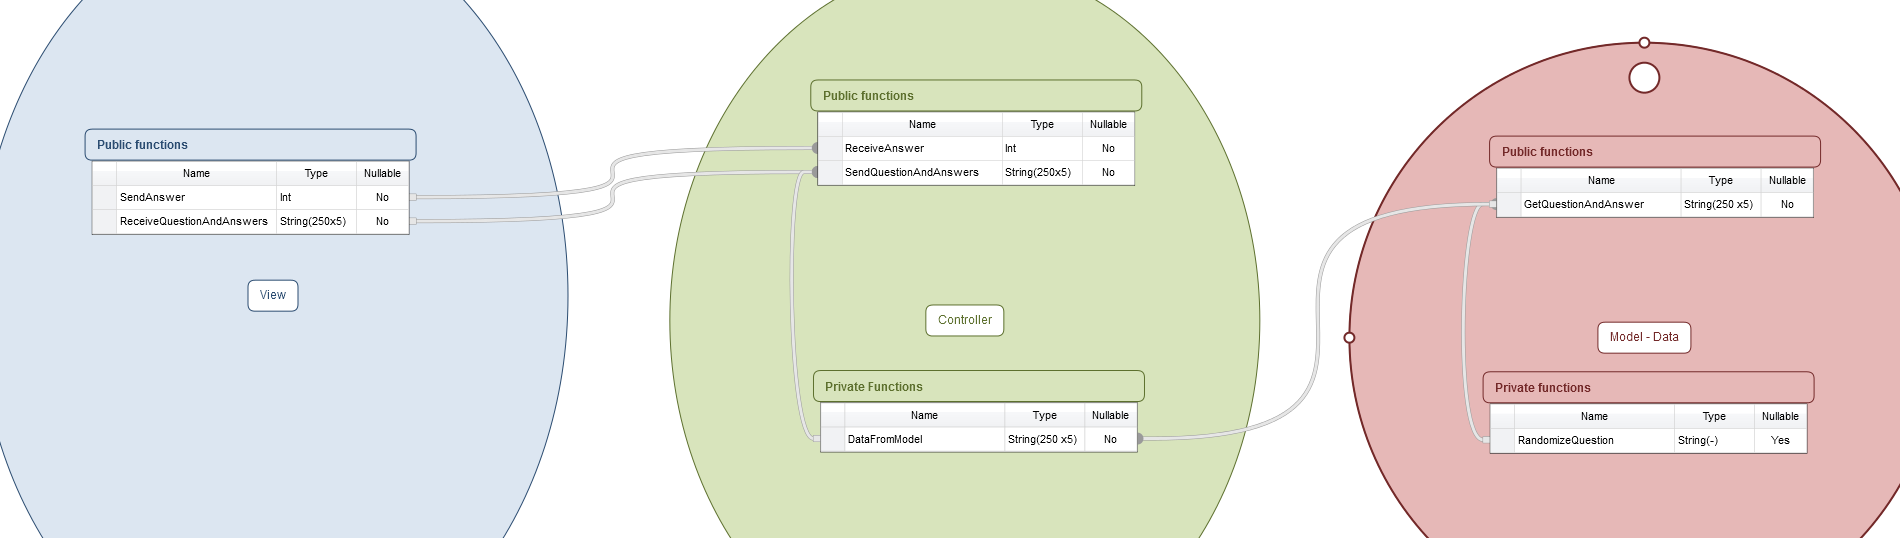 Public functions
Name Type Nullable
SendAnswer Int No
ReceiveQuestionAndAnswers String(250x5) No
View
Public functions
Name Type Nullable
ReceiveAnswer Int No
SendQuestionAndAnswers String(250x5) No
Controller
Private Functions
Name Type Nullable
DataFromModel String(250 x5) No
Public functions
Name Type Nullable
GetQuestionAndAnswer String(250 x5) No
Model - Data
Private functions
Name Type Nullable
RandomizeQuestion String(-) Yes